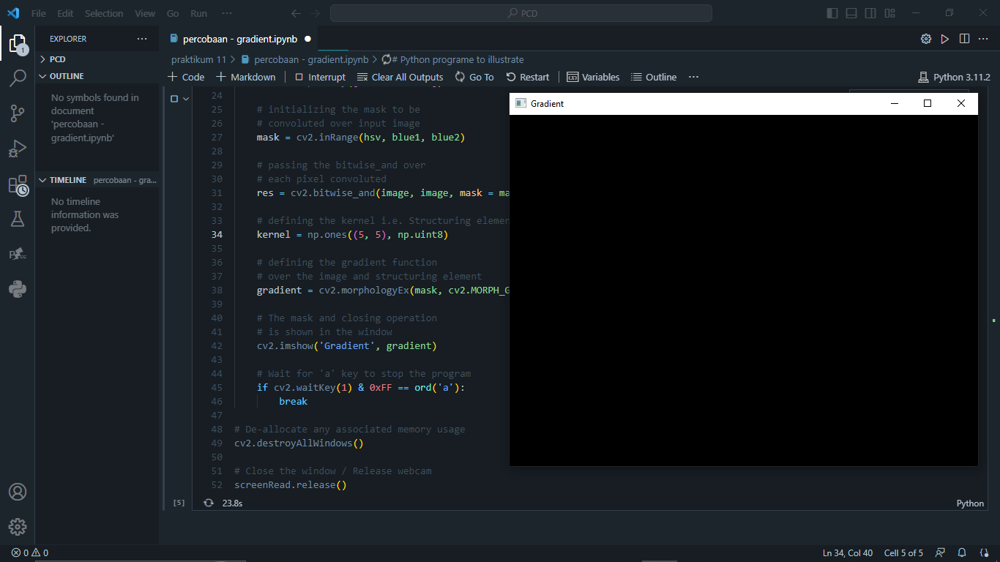 File Edit Selection View Go Run ··· PCD
EXPLORER ···
1
PCD
OUTLINE
No symbols found in
document
'percobaan -
gradient.ipynb'
TIMELINE percobaan - gra...
No timeline
information was
provided.
percobaan - gradient.ipynb
praktikum 11 > percobaan - gradient.ipynb > # Python programe to illustrate
Code Markdown Interrupt Clear All Outputs Go To Restart Variables Outline ··· Python 3.11.2
24
25 # initializing the mask to be
26 # convoluted over input image
27 mask = cv2.inRange(hsv, blue1, blue2)
28
29 # passing the bitwise_and over
30 # each pixel convoluted
31 res = cv2.bitwise_and(image, image, mask = ma
32
33 # defining the kernel i.e. Structuring elemen
34 kernel = np.ones((5, 5), np.uint8)
35
36 # defining the gradient function
37 # over the image and structuring element
38 gradient = cv2.morphologyEx(mask, cv2.MORPH_G
39
40 # The mask and closing operation
41 # is shown in the window
42 cv2.imshow('Gradient', gradient)
43
44 # Wait for 'a' key to stop the program
45 if cv2.waitKey(1) & 0xFF == ord('a'):
46 break
47
48 # De-allocate any associated memory usage
49 cv2.destroyAllWindows()
50
51 # Close the window / Release webcam
52 screenRead.release()
[5] 23.8s Python
Gradient
0 0 Ln 34, Col 40 Cell 5 of 5